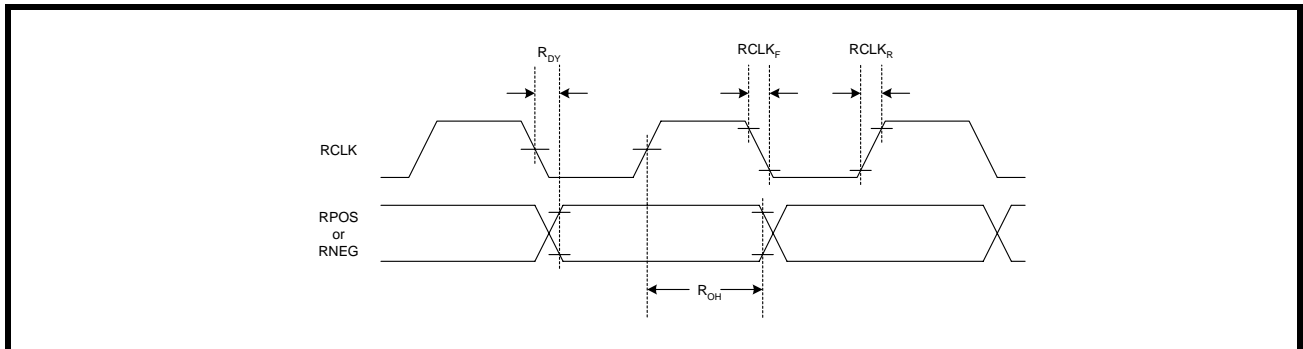 R_DY
RCLK_F
RCLK_R
RCLK
RPOS
or
RNEG
R_OH